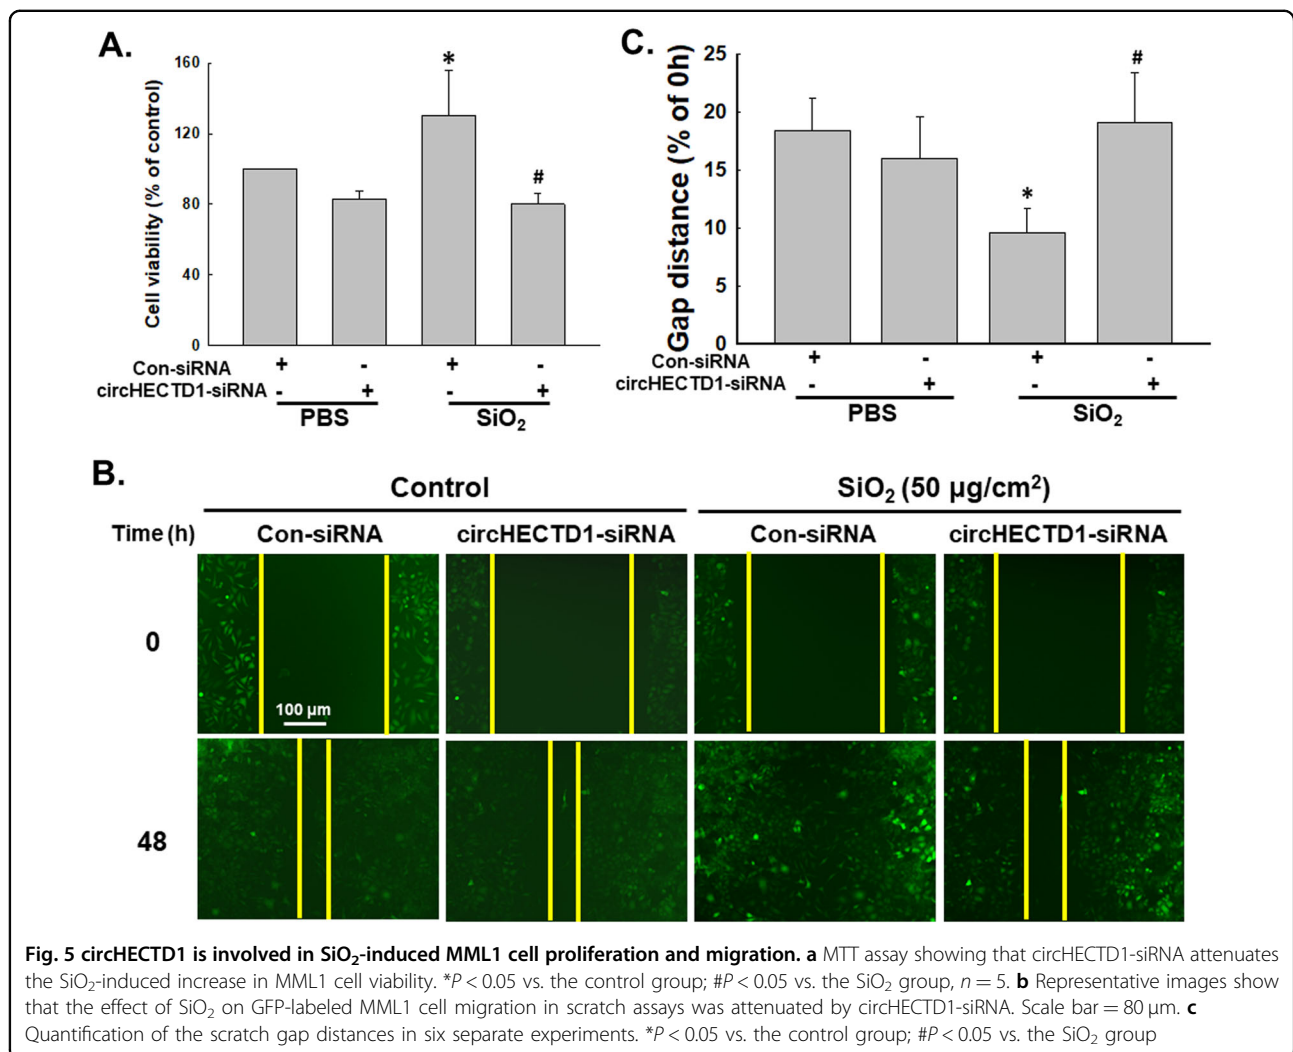 A.
Cell viability (% of control)
160
120
80
40
0
*
#
Con-siRNA + - + -
circHECTD1-siRNA - + - +
PBS SiO₂
C.
Gap distance (% of 0h)
25
20
15
10
5
0
*
#
Con-siRNA + - + -
circHECTD1-siRNA - + - +
PBS SiO₂
B.
Control SiO₂ (50 µg/cm²)
Time (h) Con-siRNA circHECTD1-siRNA Con-siRNA circHECTD1-siRNA
0
100 µm
48
Fig. 5 circHECTD1 is involved in SiO₂-induced MML1 cell proliferation and migration. a MTT assay showing that circHECTD1-siRNA attenuates
the SiO₂-induced increase in MML1 cell viability. *P < 0.05 vs. the control group; #P < 0.05 vs. the SiO₂ group, n = 5. b Representative images show
that the effect of SiO₂ on GFP-labeled MML1 cell migration in scratch assays was attenuated by circHECTD1-siRNA. Scale bar = 80 µm. c
Quantification of the scratch gap distances in six separate experiments. *P < 0.05 vs. the control group; #P < 0.05 vs. the SiO₂ group